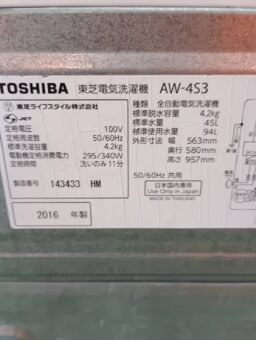 TOSHIBA 東芝電気洗濯機 AW-4S3
東芝ライフスタイル株式会社
JET
定格電圧 100V
定格周波数 50/60Hz
標準洗濯容量 4.2kg
電動機定格消費電力 295/340W
定格時間 洗いのみ11分
製造番号 143433 HM
2016 年製
種類 全自動電気洗濯機
標準脱水容量 4.2kg
標準水量 45L
標準使用水量 94L
外形寸法 幅 563mm
奥行 580mm
高さ 957mm
50/60Hz 共用
日本国内専用
Use Only in Japan
MADE IN THAILAND